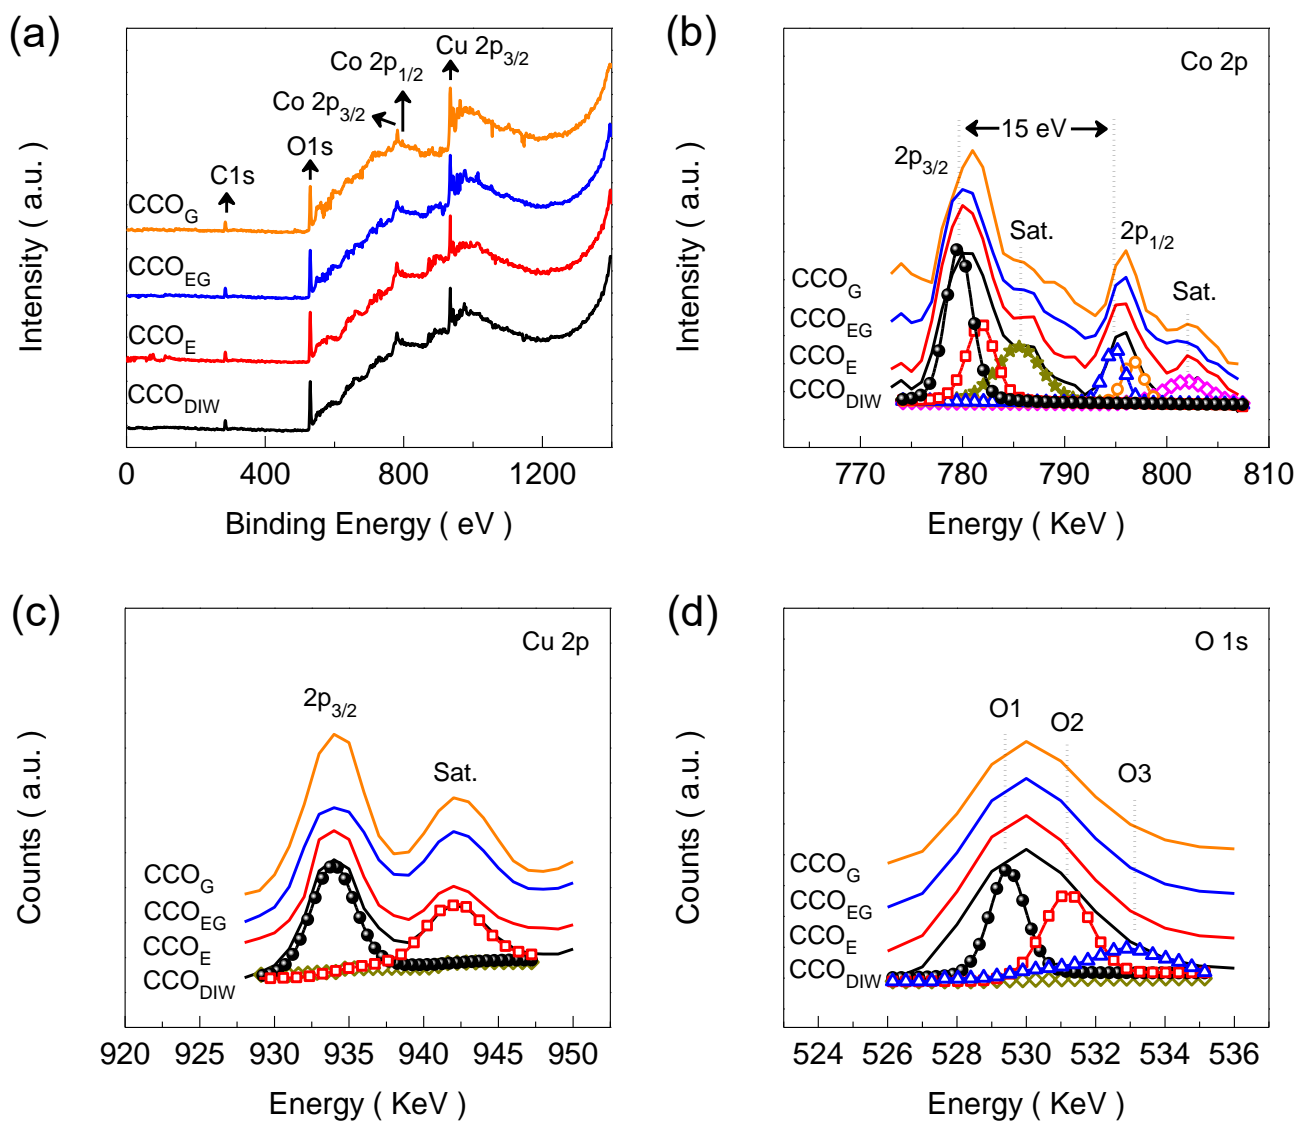 (a)
Cu 2p3/2
Co 2p1/2
Co 2p3/2
O1s
C1s
CCOG
CCOEG
CCOE
CCODIW
Intensity ( a.u. )
0 400 800 1200
Binding Energy ( eV )
(b)
Co 2p
15 eV
2p3/2
Sat.
2p1/2
Sat.
CCOG
CCOEG
CCOE
CCODIW
Intensity ( a.u. )
770 780 790 800 810
Energy ( KeV )
(c)
Cu 2p
2p3/2
Sat.
CCOG
CCOEG
CCOE
CCODIW
Counts ( a.u. )
920 925 930 935 940 945 950
Energy ( KeV )
(d)
O 1s
O1
O2
O3
CCOG
CCOEG
CCOE
CCODIW
Counts ( a.u. )
524 526 528 530 532 534 536
Energy ( KeV )